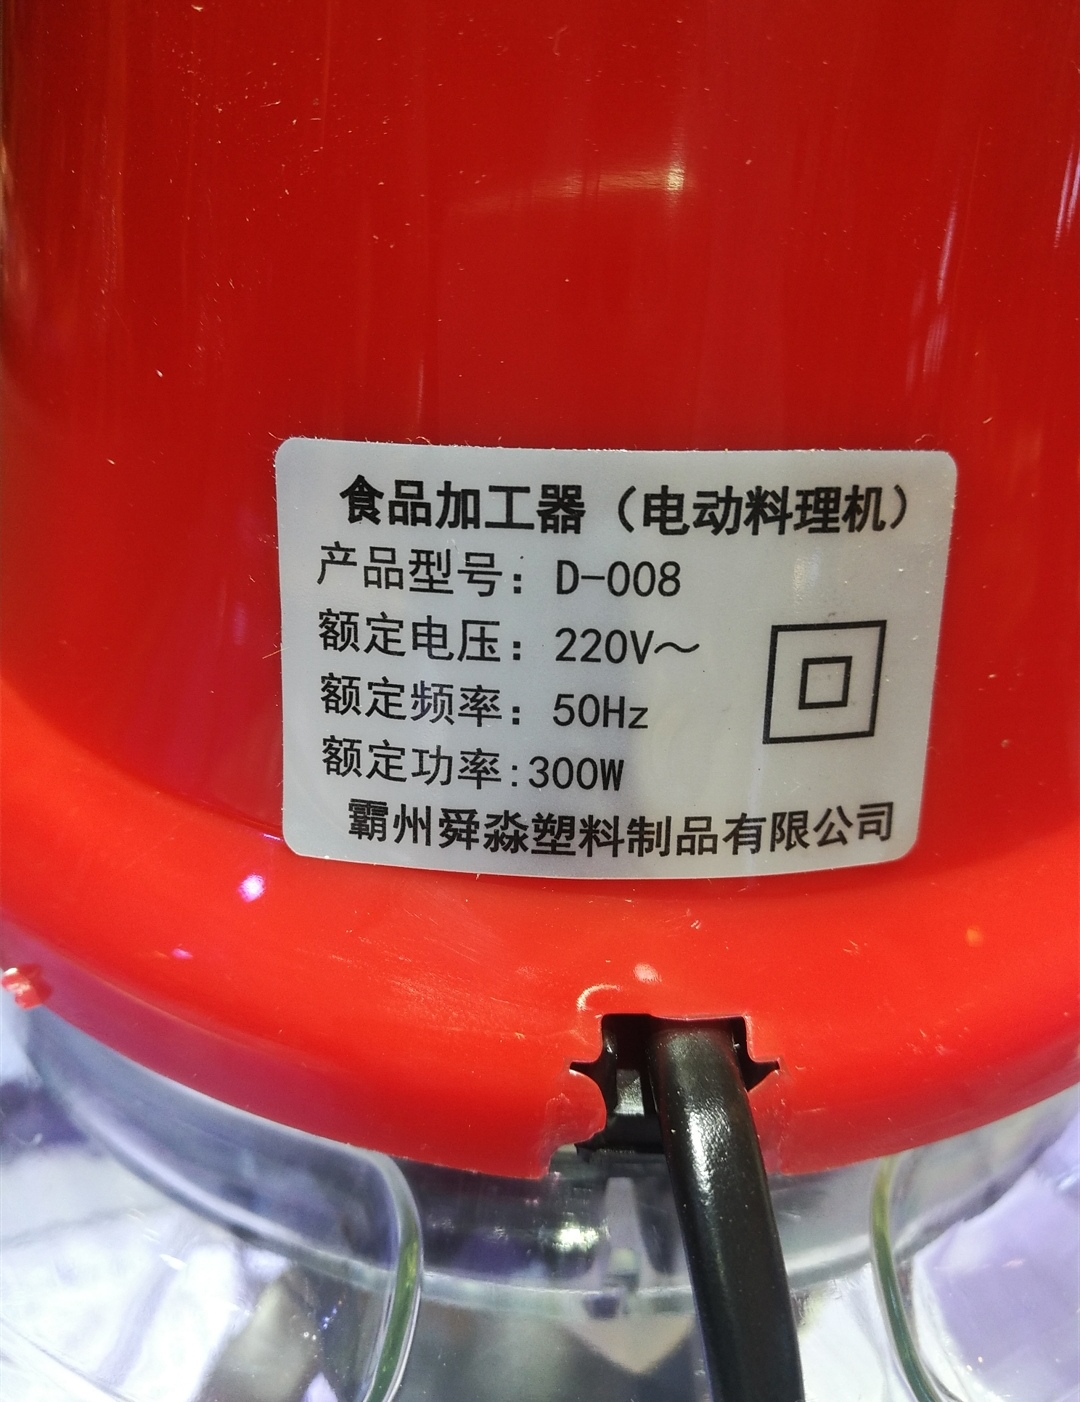 食品加工器（电动料理机）
产品型号：D-008
额定电压：220V～
额定频率：50Hz
额定功率:300W
霸州舜淼塑料制品有限公司